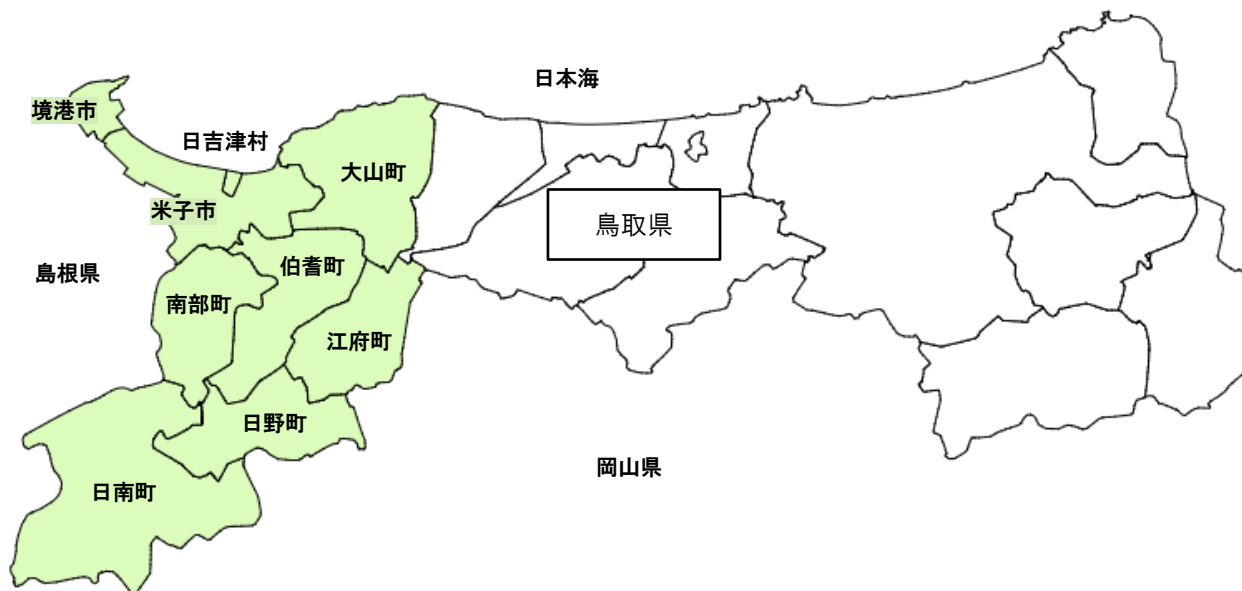 日本海
境港市
日吉津村
大山町
米子市
鳥取県
伯耆町
島根県
南部町
江府町
日野町
岡山県
日南町